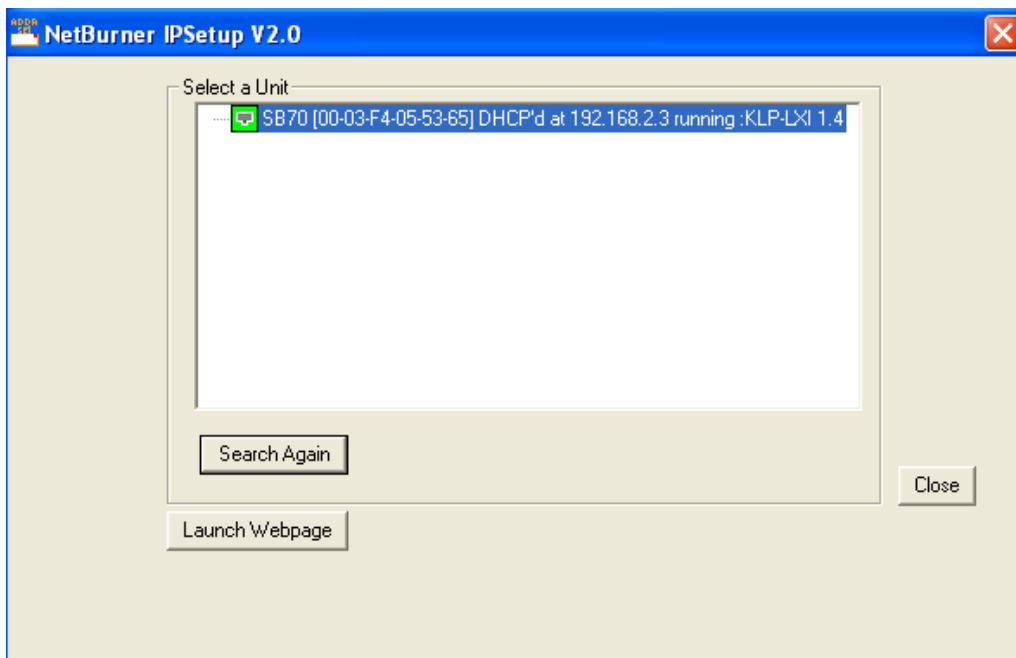 NetBurner IPSetup V2.0
Select a Unit
SB70 [00-03-F4-05-53-65] DHCP'd at 192.168.2.3 running :KLP-LXI 1.4
Search Again
Close
Launch Webpage